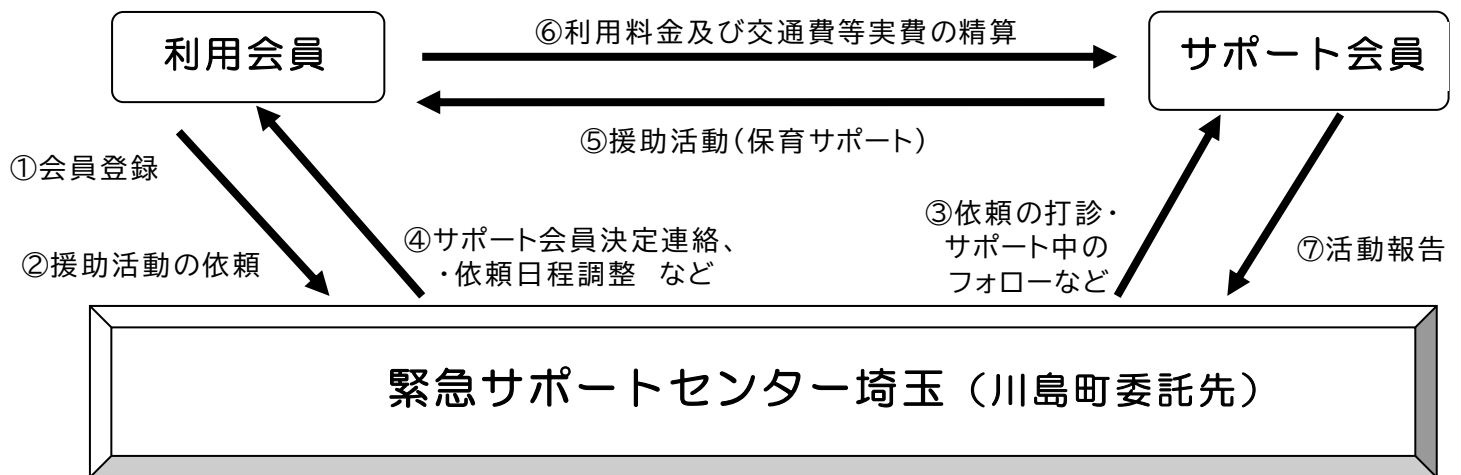 ⑥利用料金及び交通費等実費の精算
利用会員
サポート会員
⑤援助活動(保育サポート)
①会員登録
②援助活動の依頼
④サポート会員決定連絡、
・依頼日程調整　など
③依頼の打診・
サポート中の
フォローなど
⑦活動報告
緊急サポートセンター埼玉（川島町委託先）